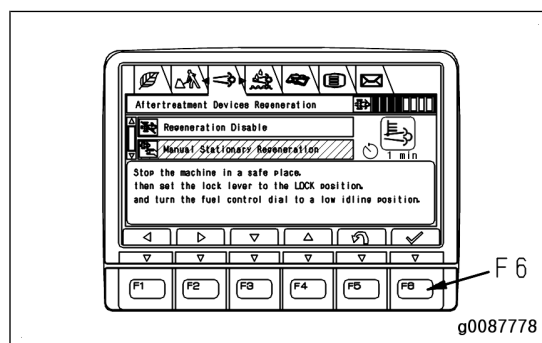 Aftertreatment Devices Regeneration
Regeneration Disable
Manual Stationary Regeneration
1 min
Stop the machine in a safe place.
then set the lock lever to the LOCK position.
and turn the fuel control dial to a low idling position.
F1 F2 F3 F4 F5 F6
F6
g0087778